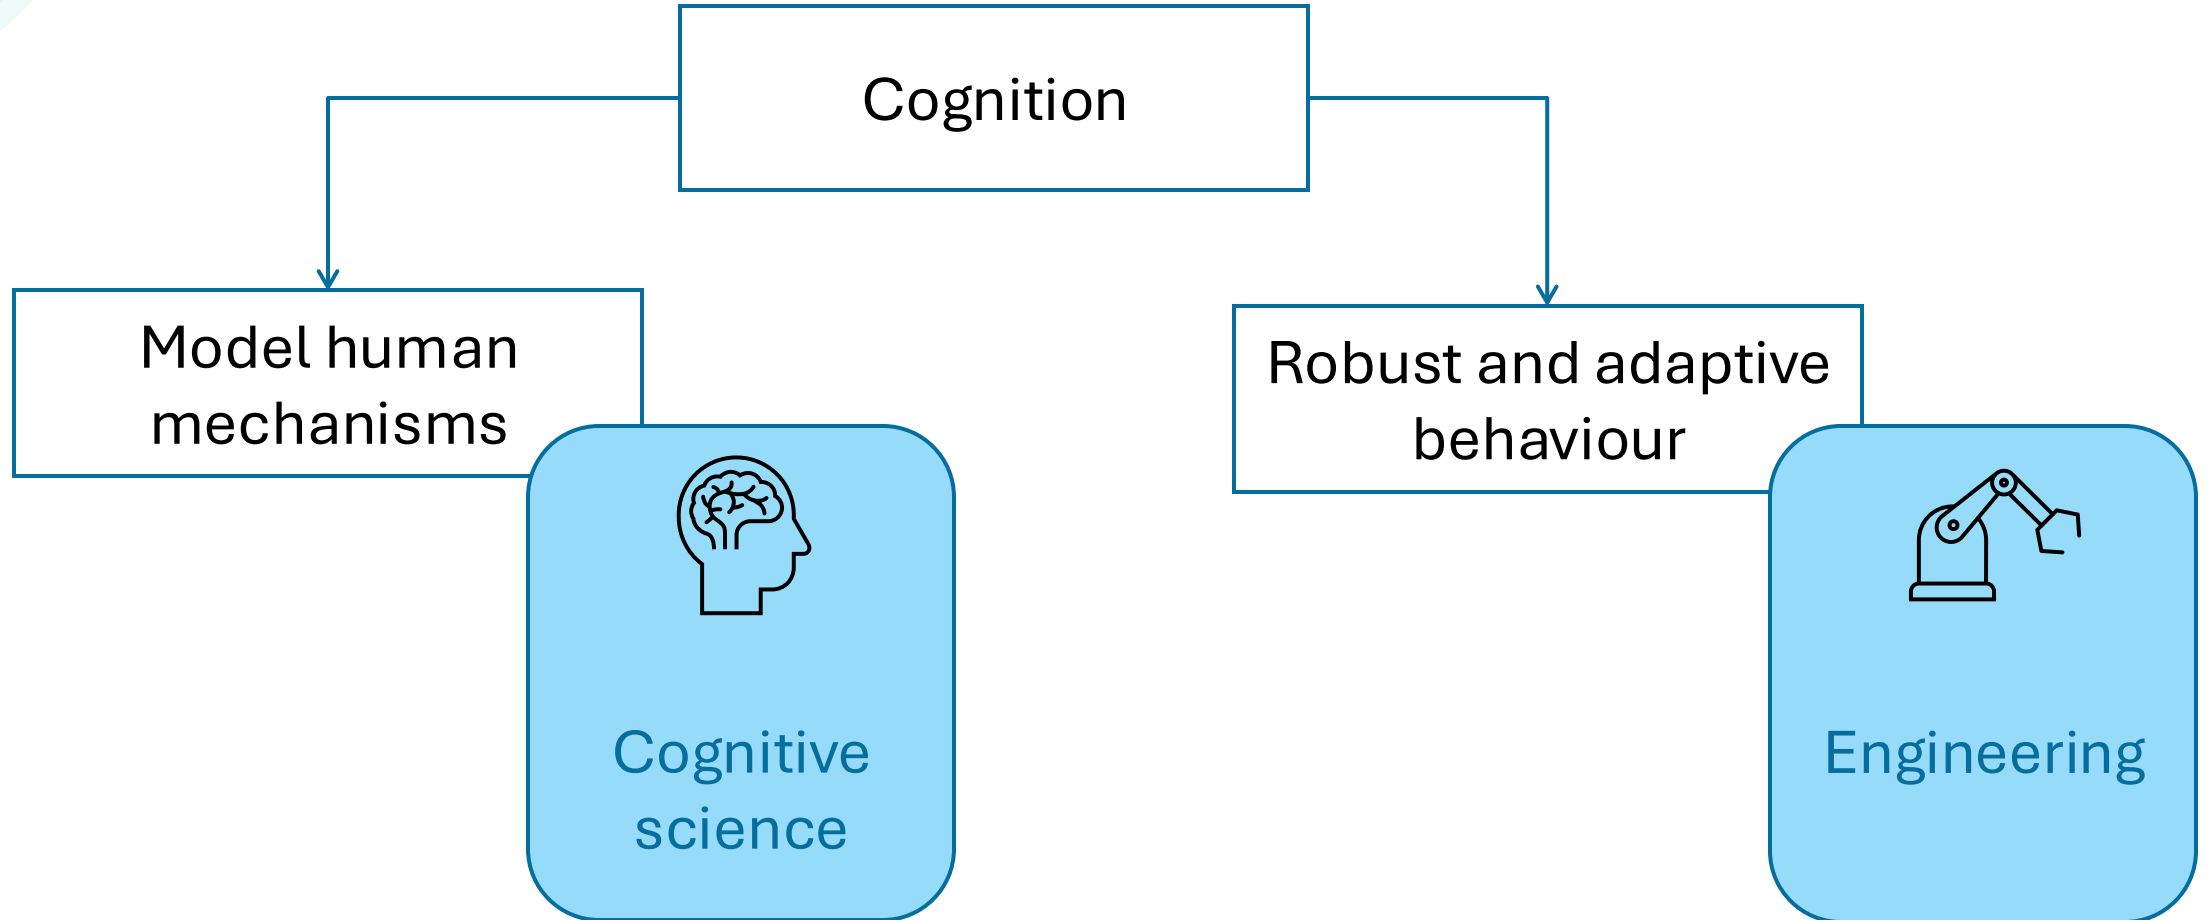 Cognition
Model human
mechanisms
Robust and adaptive
behaviour
Cognitive
science
Engineering